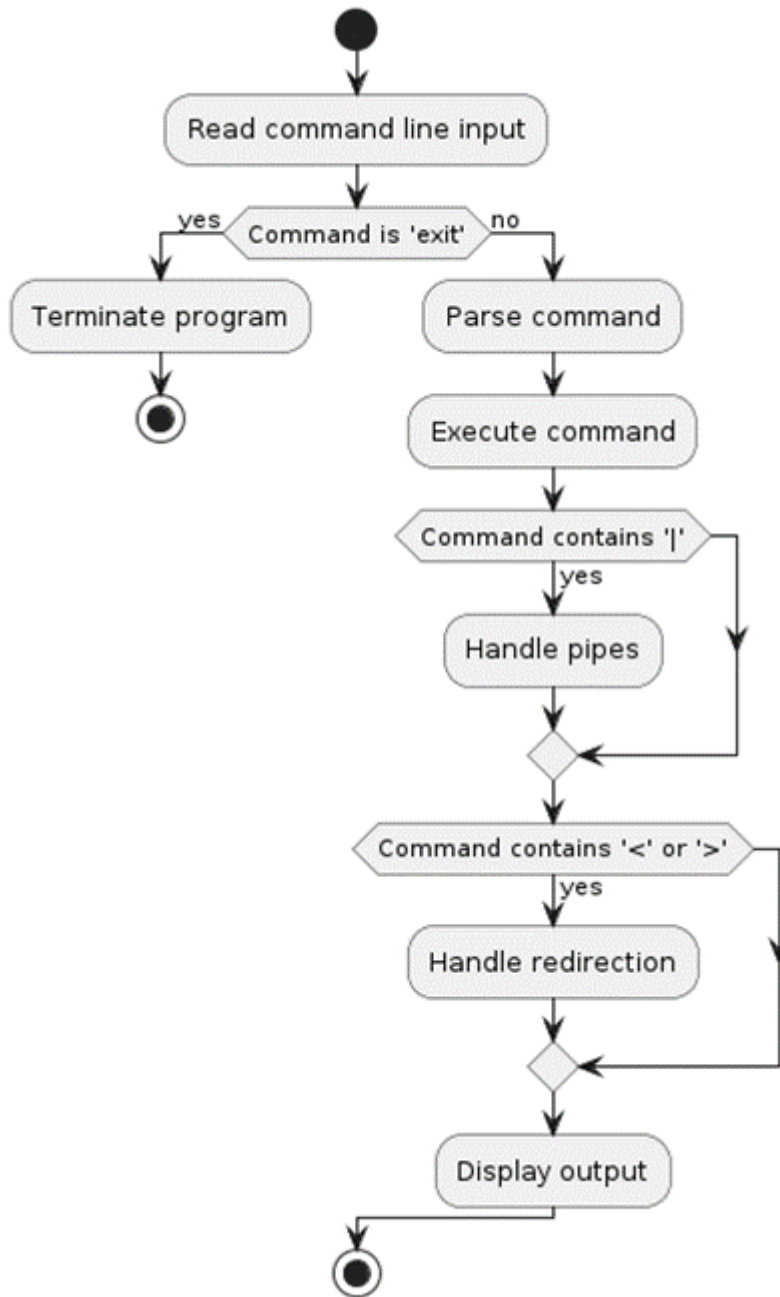 Read command line input
yes
Command is 'exit'
no
Terminate program
Parse command
Execute command
Command contains '|'
yes
Handle pipes
Command contains '<' or '>'
yes
Handle redirection
Display output